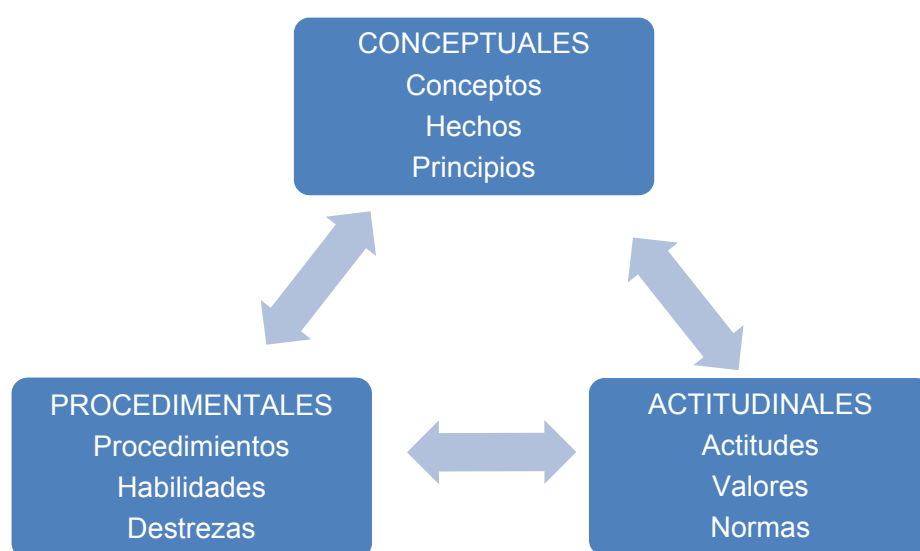 CONCEPTUALES
Conceptos
Hechos
Principios
PROCEDIMENTALES
Procedimientos
Habilidades
Destrezas
ACTITUDINALES
Actitudes
Valores
Normas